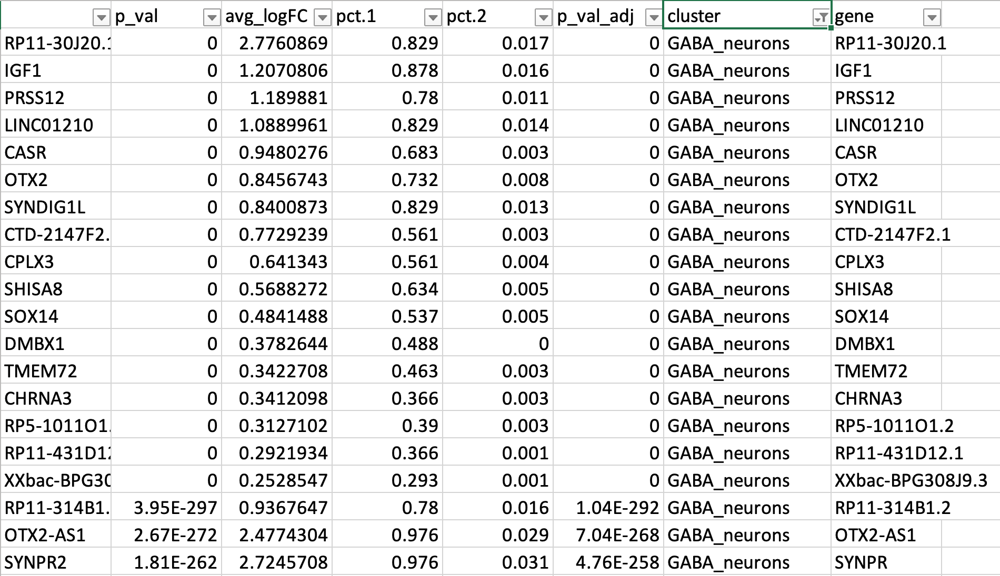 p_val avg_logFC pct.1 pct.2 p_val_adj cluster gene
RP11-30J20.1 0 2.7760869 0.829 0.017 0 GABA_neurons RP11-30J20.1
IGF1 0 1.2070806 0.878 0.016 0 GABA_neurons IGF1
PRSS12 0 1.189881 0.78 0.011 0 GABA_neurons PRSS12
LINC01210 0 1.0889961 0.829 0.014 0 GABA_neurons LINC01210
CASR 0 0.9480276 0.683 0.003 0 GABA_neurons CASR
OTX2 0 0.8456743 0.732 0.008 0 GABA_neurons OTX2
SYNDIG1L 0 0.8400873 0.829 0.013 0 GABA_neurons SYNDIG1L
CTD-2147F2. 0 0.7729239 0.561 0.003 0 GABA_neurons CTD-2147F2.1
CPLX3 0 0.641343 0.561 0.004 0 GABA_neurons CPLX3
SHISA8 0 0.5688272 0.634 0.005 0 GABA_neurons SHISA8
SOX14 0 0.4841488 0.537 0.005 0 GABA_neurons SOX14
DMBX1 0 0.3782644 0.488 0 0 GABA_neurons DMBX1
TMEM72 0 0.3422708 0.463 0.003 0 GABA_neurons TMEM72
CHRNA3 0 0.3412098 0.366 0.003 0 GABA_neurons CHRNA3
RP5-1011O1. 0 0.3127102 0.39 0.003 0 GABA_neurons RP5-1011O1.2
RP11-431D12 0 0.2921934 0.366 0.001 0 GABA_neurons RP11-431D12.1
XXbac-BPG30 0 0.2528547 0.293 0.001 0 GABA_neurons XXbac-BPG308J9.3
RP11-314B1. 3.95E-297 0.9367647 0.78 0.016 1.04E-292 GABA_neurons RP11-314B1.2
OTX2-AS1 2.67E-272 2.4774304 0.976 0.029 7.04E-268 GABA_neurons OTX2-AS1
SYNPR2 1.81E-262 2.7245708 0.976 0.031 4.76E-258 GABA_neurons SYNPR